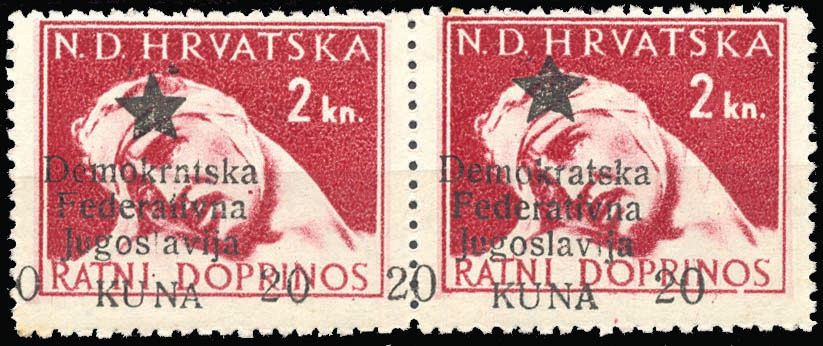 N.D. HRVATSKA
2 kn.
Demokrntska
Federativna
Jugoslavija
RATNI DOPRINOS
0 KUNA 20
N.D. HRVATSKA
2 kn.
Demokratska
Federativna
Jugoslavija
RATNI DOPRINOS
20 KUNA 20